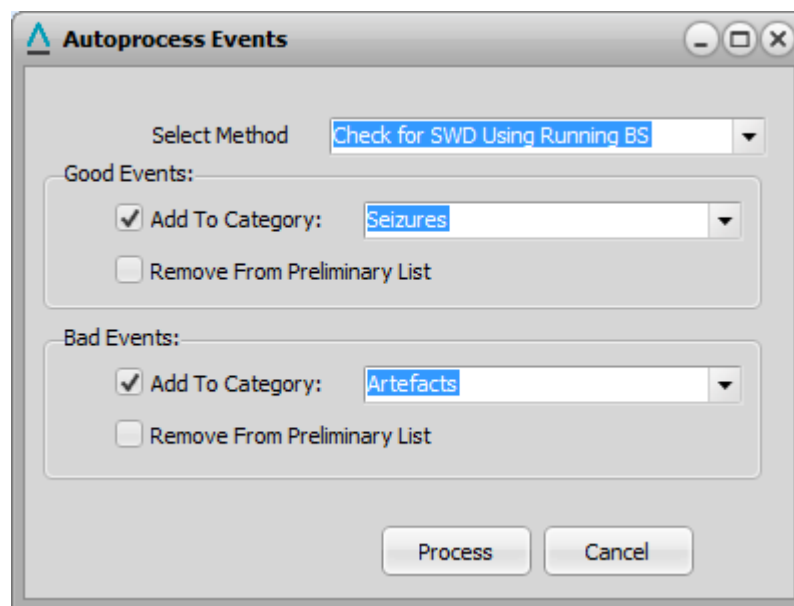 Autoprocess Events
Select Method Check for SWD Using Running BS
Good Events:
Add To Category: Seizures
Remove From Preliminary List
Bad Events:
Add To Category: Artefacts
Remove From Preliminary List
Process Cancel